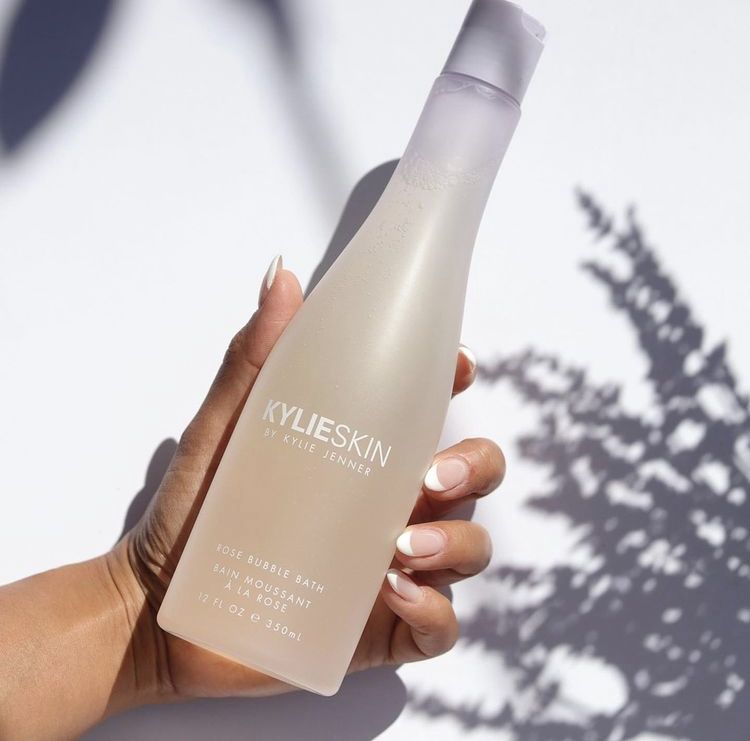 KYLIESKIN
BY KYLIE JENNER
ROSE BUBBLE BATH
BAIN MOUSSANT
À LA ROSE
12 FL OZ ℮ 350mL